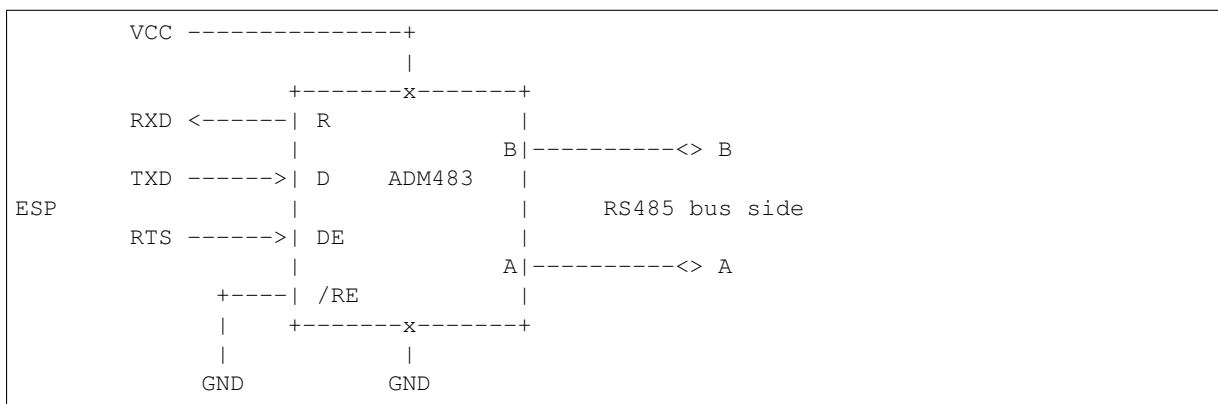 VCC ---------------+
                           |
                   +-------x-------+
        RXD <------| R             |
                   |              B|----------<> B
        TXD ------>| D    ADM483   |
ESP                |               |     RS485 bus side
        RTS ------>| DE            |
                   |              A|----------<> A
              +----| /RE           |
              |    +-------x-------+
              |            |
             GND          GND